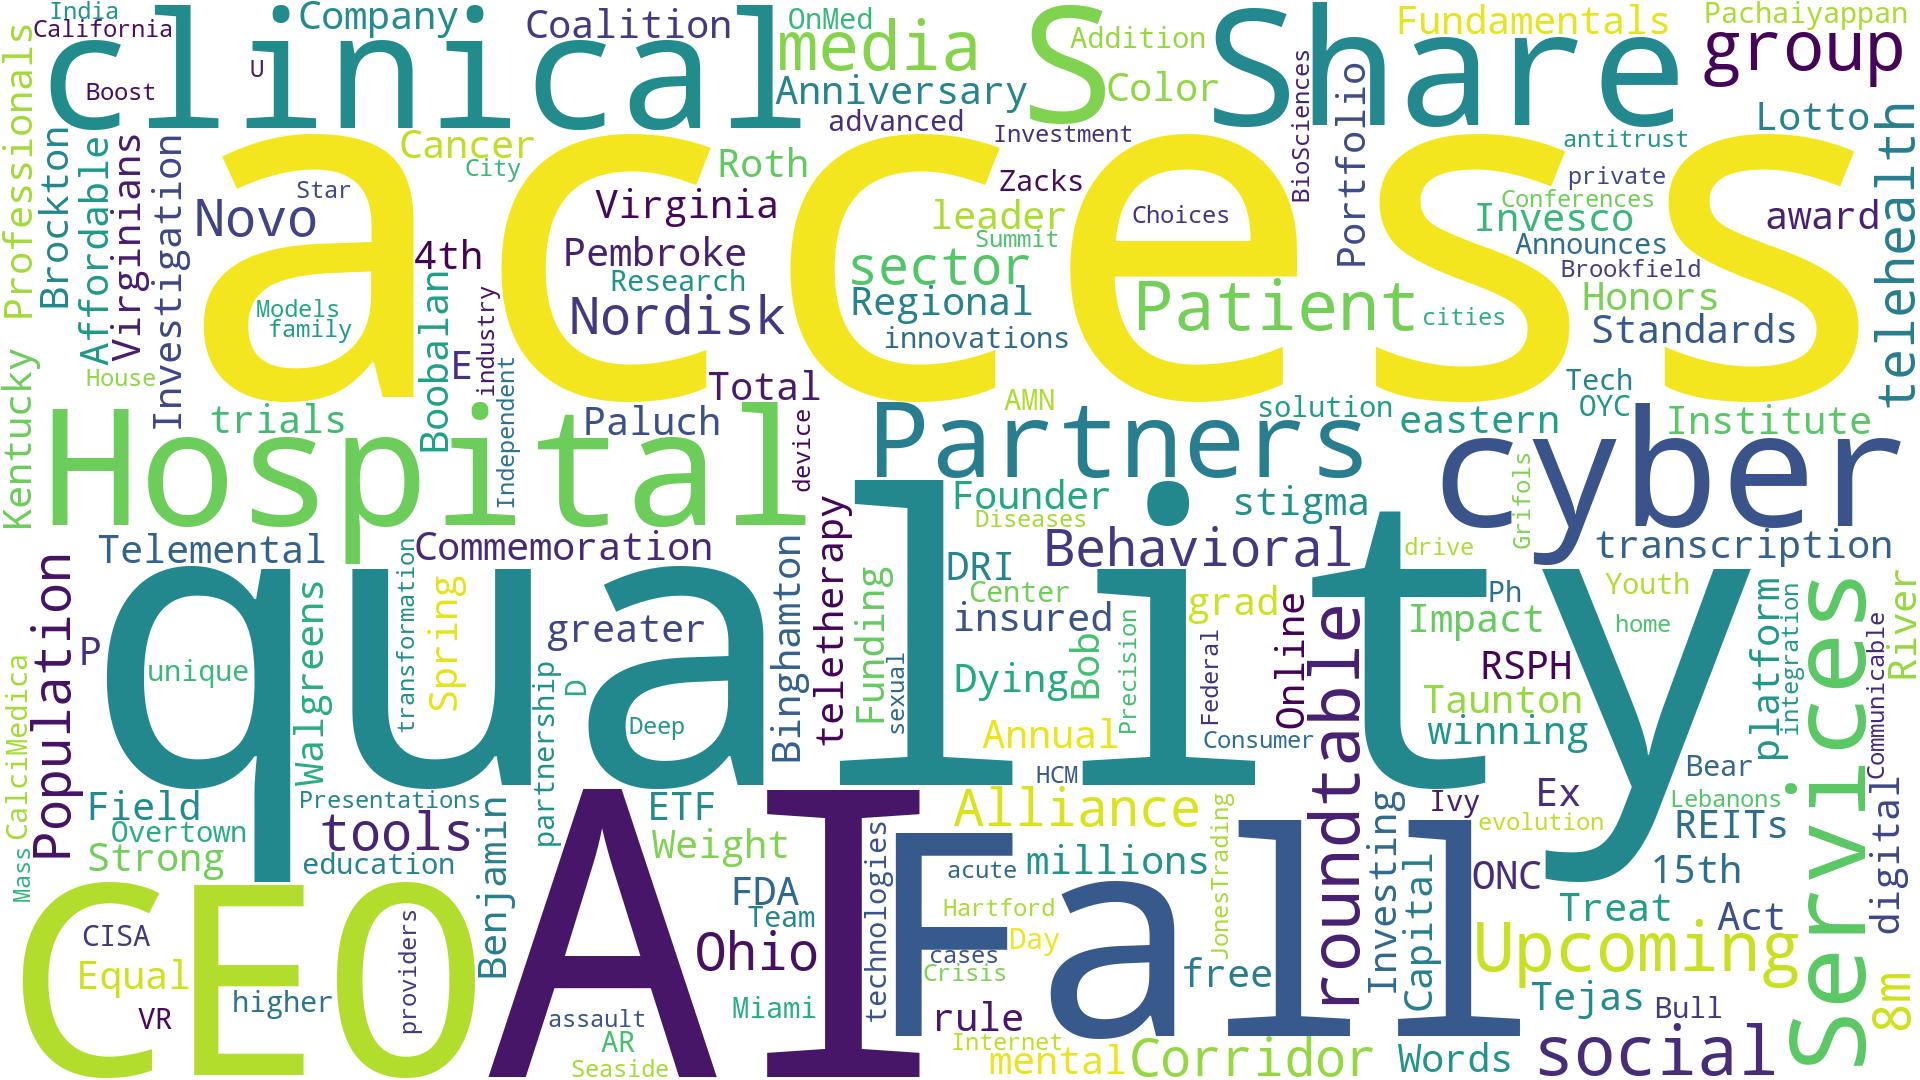 India
California
Company
Coalition
OnMed
media
S
Addition
Share
Fundamentals
Pachaiyappan
group
clinical
U
Boost
Anniversary
Color
advanced
Investment
BioSciences
Portfolio
antitrust
Lotto
telehealth
Professionals
Brockton
Affordable
Virginians
Investigation
Cancer
City
Roth
Zacks
private
Conferences
access
Star
Novo
Virginia
leader
Choices
Invesco
award
4th
Pembroke
Summit
Announces
sector
Research
Brookfield
Models
family
Boobalan
industry
Nordisk
Regional
Patient
cities
Honors
innovations
Standards
E
House
Independent
Total
AMN
Tech
OYC
Kentucky
Hospital
trials
Paluch
device
Partners
solution
eastern
Institute
cyber
Founder
stigma
Grifols
Diseases
Telemental
Commemoration
Behavioral
drive
transcription
Population
quality
transformation
Spring
Walgreens
greater
Binghamton
teletherapy
Funding
DRI
Center
insured
grad
Ph
Youth
Impact
home
platform
integration
Services
River
Communicable
P
unique
partnership
D
Deep
sexual
Dying
Bob
Precision
Federal
Online
roundtable
RSPH
Taunton
Annual
Consumer
winning
HCM
Bear
CalciMedica
Field
Presentations
Benjamin
ETF
AI
Alliance
Ivy
Ex
Lebanons
Overtown
tools
evolution
REITs
digital
Strong
education
Weight
technologies
Fall
millions
JonesTrading
Investing
Capital
ONC
15th
Mass
CEO
acute
FDA
Team
Hartford
Treat
Act
CISA
providers
Ohio
Day
cases
Crisis
Upcoming
Equal
higher
free
8m
VR
Miami
Tejas
Bull
assault
rule
AR
Internet
Seaside
mental
Corridor
Words
social